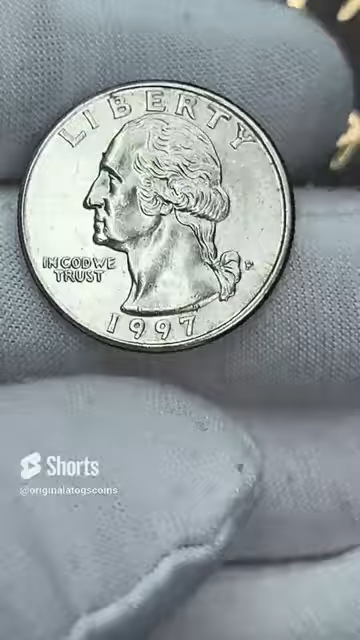 LIBERTY
IN GOD WE
TRUST
P
1997
Shorts
@originalatogscoins